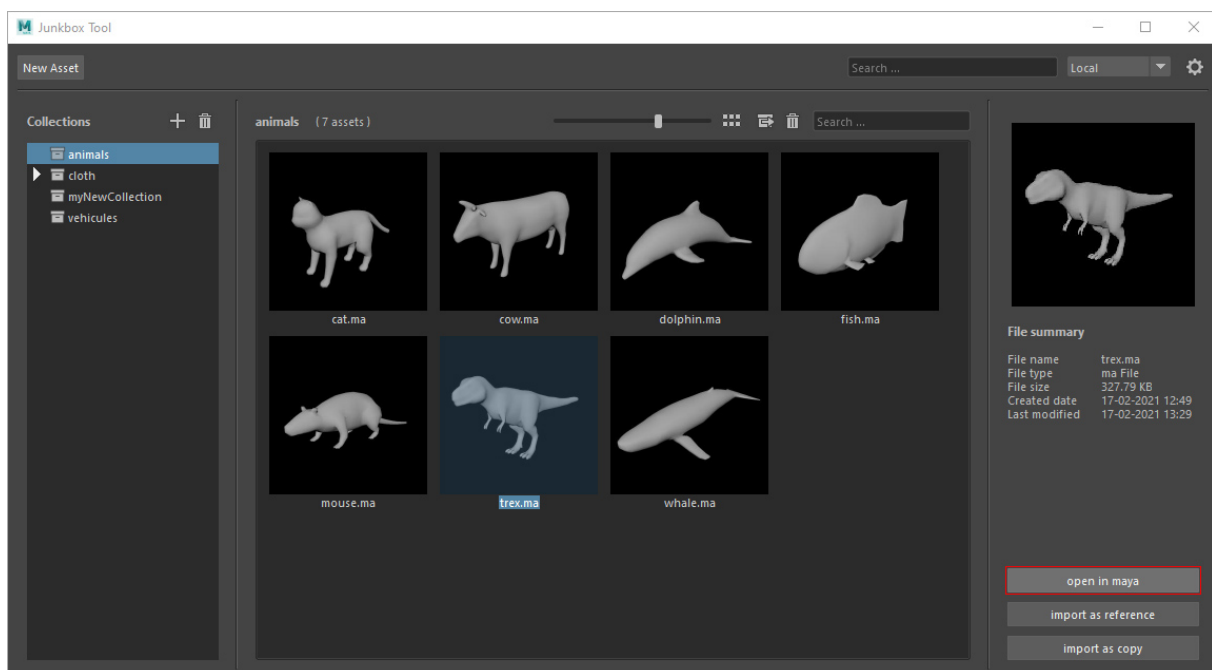 Junkbox Tool
New Asset
Search ...
Local
Collections
animals
cloth
myNewCollection
vehicules
animals ( 7 assets )
Search ...
cat.ma
cow.ma
dolphin.ma
fish.ma
mouse.ma
trex.ma
whale.ma
File summary
File name trex.ma
File type ma File
File size 327.79 KB
Created date 17-02-2021 12:49
Last modified 17-02-2021 13:29
open in maya
import as reference
import as copy